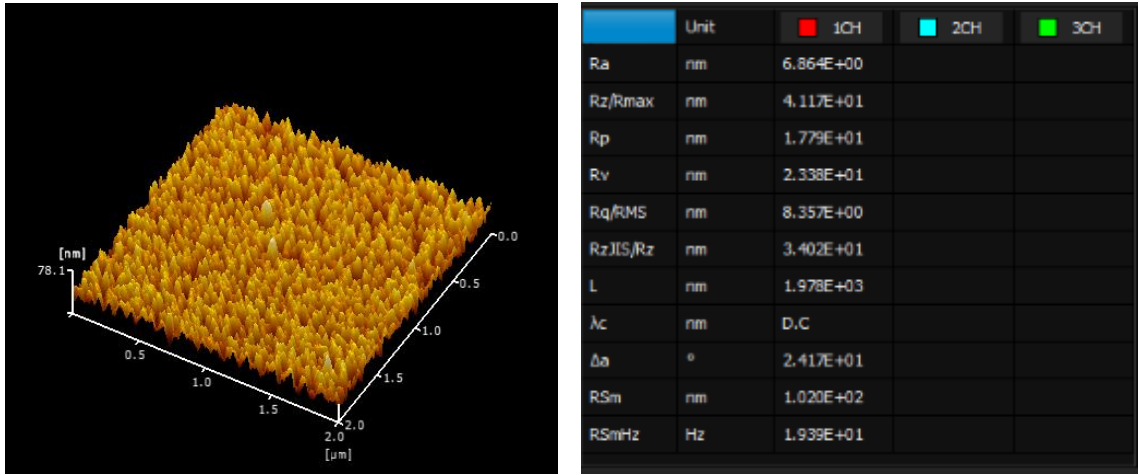 [nm]
78.1
0.5
1.0
1.5
2.0
[µm]
0.0
0.5
1.0
1.5
2.0
Unit 1CH 2CH 3CH
Ra nm 6.864E+00
Rz/Rmax nm 4.117E+01
Rp nm 1.779E+01
Rv nm 2.338E+01
Rq/RMS nm 8.357E+00
RzJIS/Rz nm 3.402E+01
L nm 1.978E+03
λc nm D.C
Δa ° 2.417E+01
RSm nm 1.020E+02
RSmHz Hz 1.939E+01